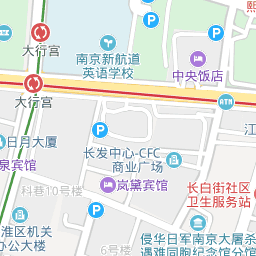 P
熙
大行宫
南京新航道
英语学校
P
中央饭店
大行宫
ATM
P
江
日月大厦
长发中心-CFC
商业广场
泉宾馆
科巷10号楼
岚黛宾馆
长白街社区
卫生服务站
P
淮区机关
办公大楼
6号楼
侵华日军南京大屠杀
遇难同胞纪念馆分馆